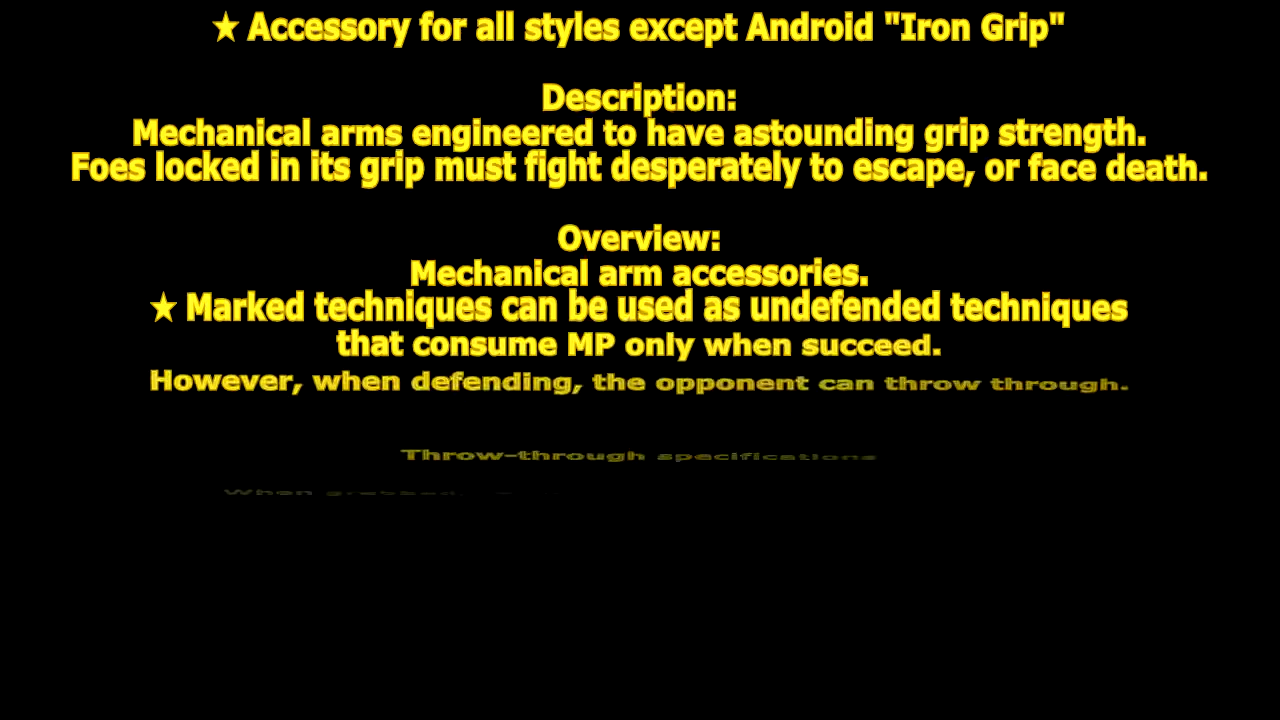 ★ Accessory for all styles except Android "Iron Grip"
Description:
Mechanical arms engineered to have astounding grip strength.
Foes locked in its grip must fight desperately to escape, or face death.
Overview:
Mechanical arm accessories.
★ Marked techniques can be used as undefended techniques
that consume MP only when succeed.
However, when defending, the opponent can throw through.
Throw-through specifications
When grabbed,